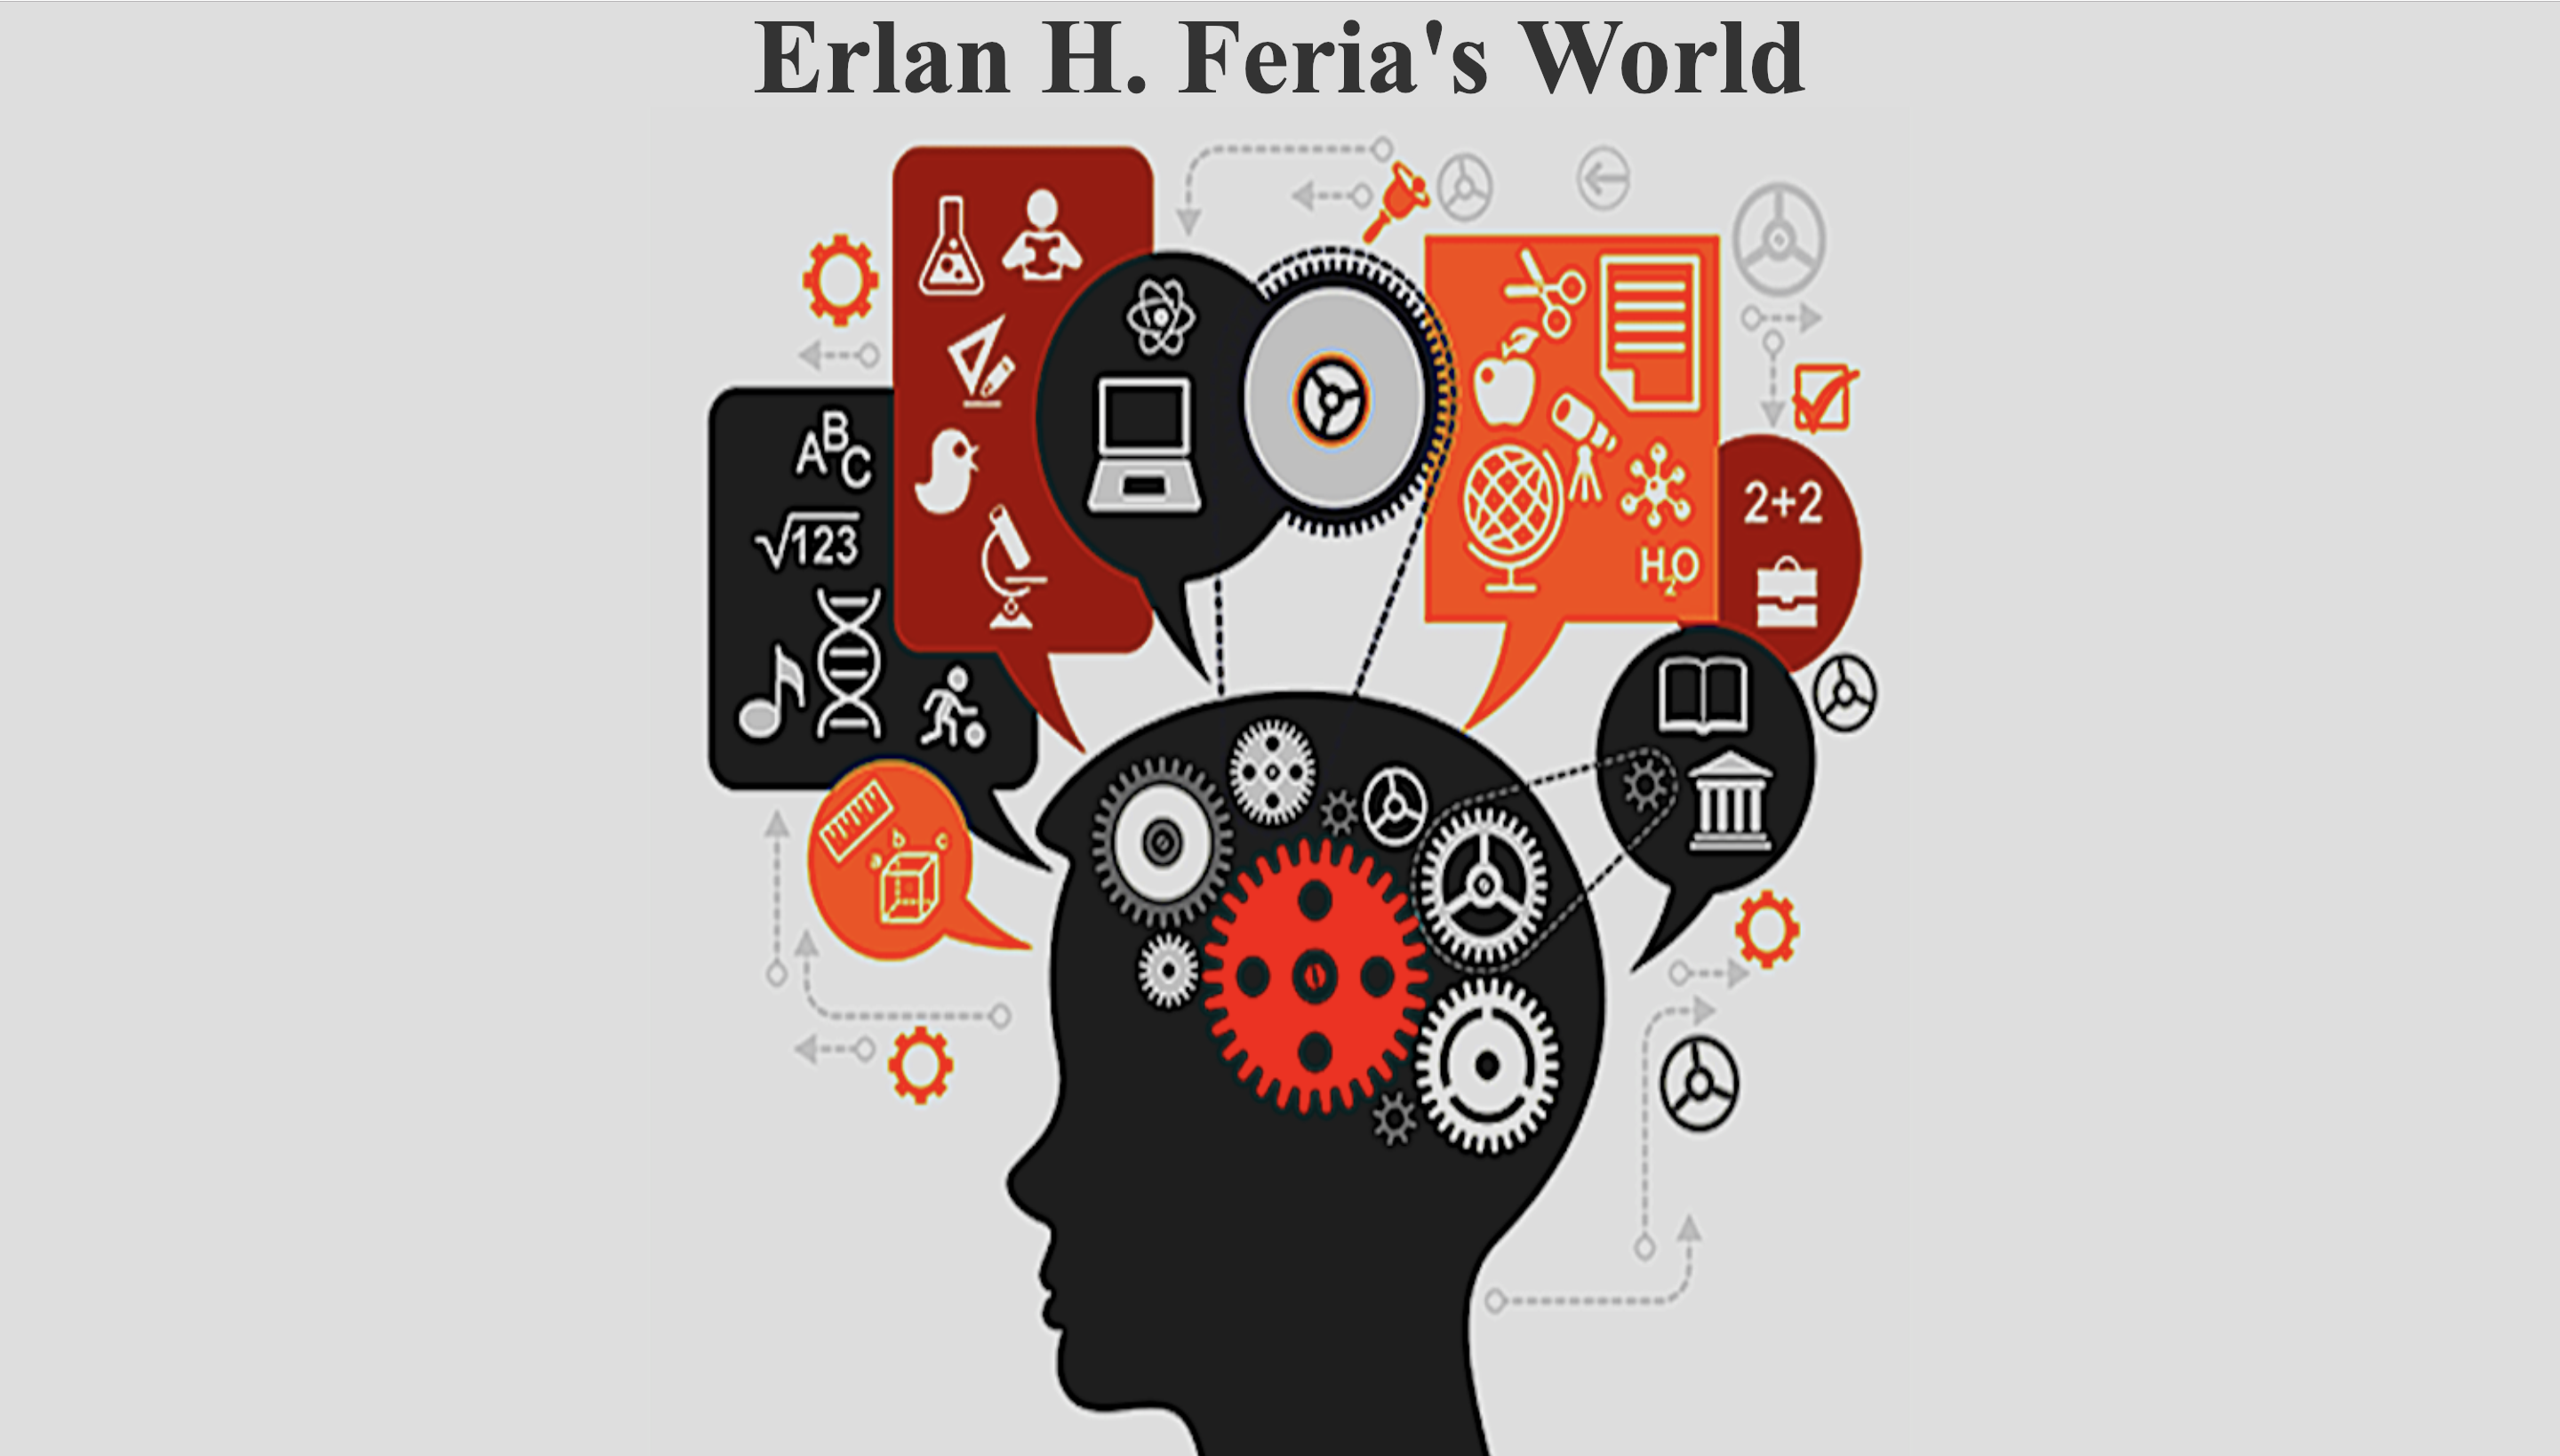 Erlan H. Feria's World
ABC
√123
2+2
H₂O
a b c